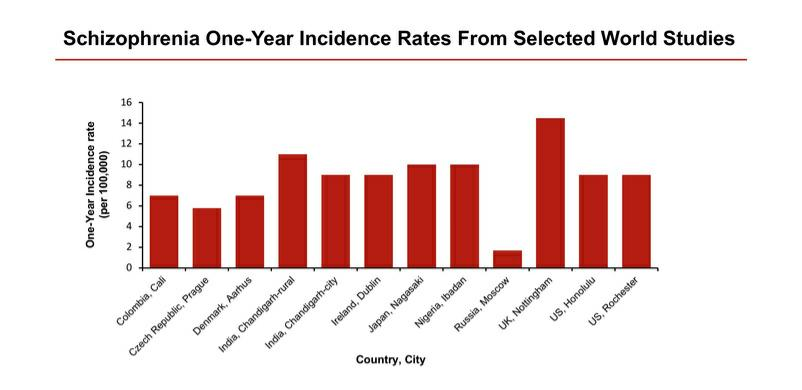 Schizophrenia One-Year Incidence Rates From Selected World Studies
One-Year Incidence rate
(per 100,000)
16
14
12
10
8
6
4
2
0
Colombia, Cali
Czech Republic, Prague
Denmark, Aarhus
India, Chandigarh-rural
India, Chandigarh-city
Ireland, Dublin
Japan, Nagasaki
Nigeria, Ibadan
Russia, Moscow
UK, Nottingham
US, Honolulu
US, Rochester
Country, City